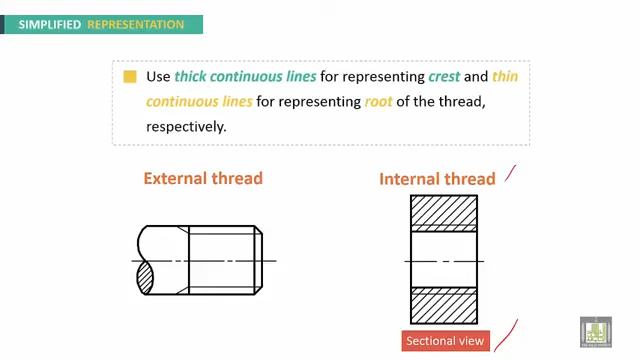 SIMPLIFIED REPRESENTATION
Use thick continuous lines for representing crest and thin
continuous lines for representing root of the thread,
respectively.
External thread
Internal thread
Sectional view